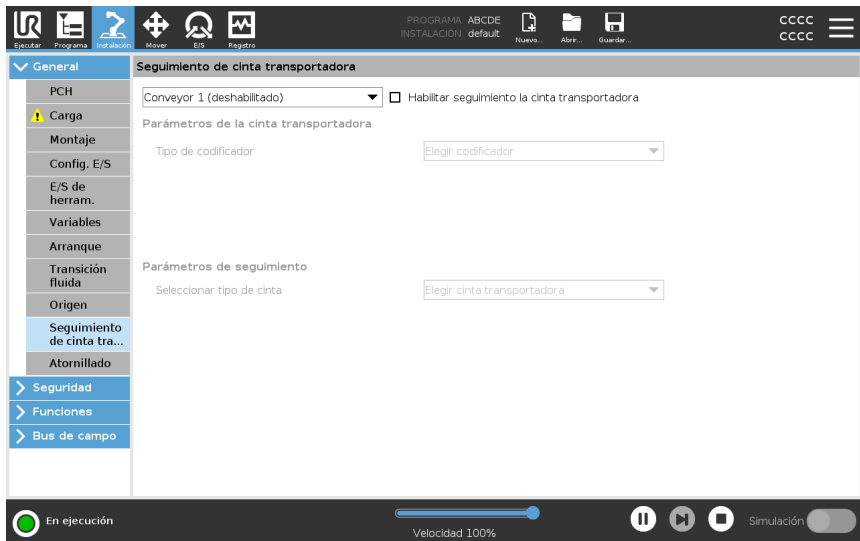 UR
PROGRAMA ABCDE
INSTALACIÓN default
CCCC
CCCC
Ejecutar Programa Instalación Mover E/S Registro Nuevo... Abrir... Guardar...
General
Seguimiento de cinta transportadora
PCH
Conveyor 1 (deshabilitado)
Habilitar seguimiento la cinta transportadora
Carga
Parámetros de la cinta transportadora
Montaje
Tipo de codificador
Elegir codificador
Config. E/S
E/S de
herram.
Variables
Arranque
Transición
fluida
Parámetros de seguimiento
Seleccionar tipo de cinta
Elegir cinta transportadora
Origen
Seguimiento
de cinta tra...
Atornillado
Seguridad
Funciones
Bus de campo
En ejecución
Velocidad 100%
Simulación